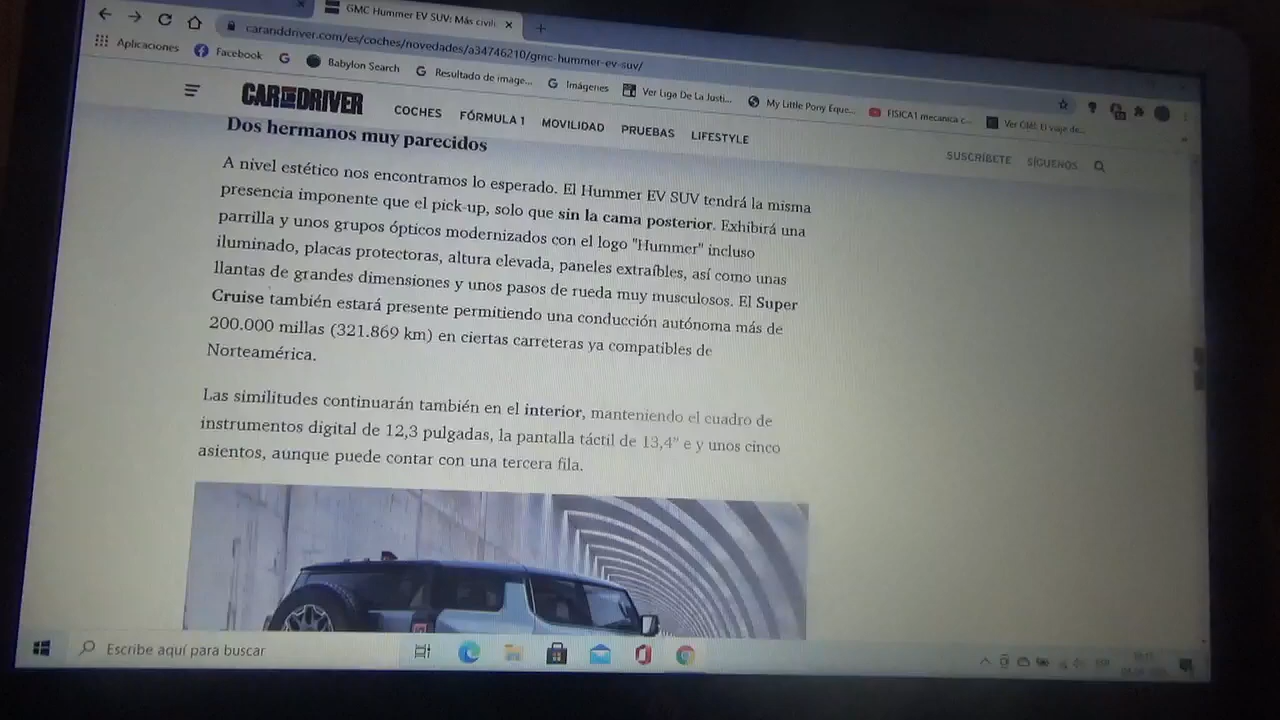 GMC Hummer EV SUV: Más civili
caranddriver.com/es/coches/novedades/a34746210/gmc-hummer-ev-suv/
Aplicaciones Facebook Babylon Search Resultado de image... Imágenes Ver Liga De La Justi... My Little Pony Eque... FISICA1 mecanica c... Ver
CAR AND DRIVER COCHES FÓRMULA 1 MOVILIDAD PRUEBAS LIFESTYLE SUSCRÍBETE SÍGUENOS
Dos hermanos muy parecidos
A nivel estético nos encontramos lo esperado. El Hummer EV SUV tendrá la misma
presencia imponente que el pick-up, solo que sin la cama posterior. Exhibirá una
parrilla y unos grupos ópticos modernizados con el logo "Hummer" incluso
iluminado, placas protectoras, altura elevada, paneles extraíbles, así como unas
llantas de grandes dimensiones y unos pasos de rueda muy musculosos. El Super
Cruise también estará presente permitiendo una conducción autónoma más de
200.000 millas (321.869 km) en ciertas carreteras ya compatibles de
Norteamérica.
Las similitudes continuarán también en el interior, manteniendo el cuadro de
instrumentos digital de 12,3 pulgadas, la pantalla táctil de 13,4" e y unos cinco
asientos, aunque puede contar con una tercera fila.
Escribe aquí para buscar